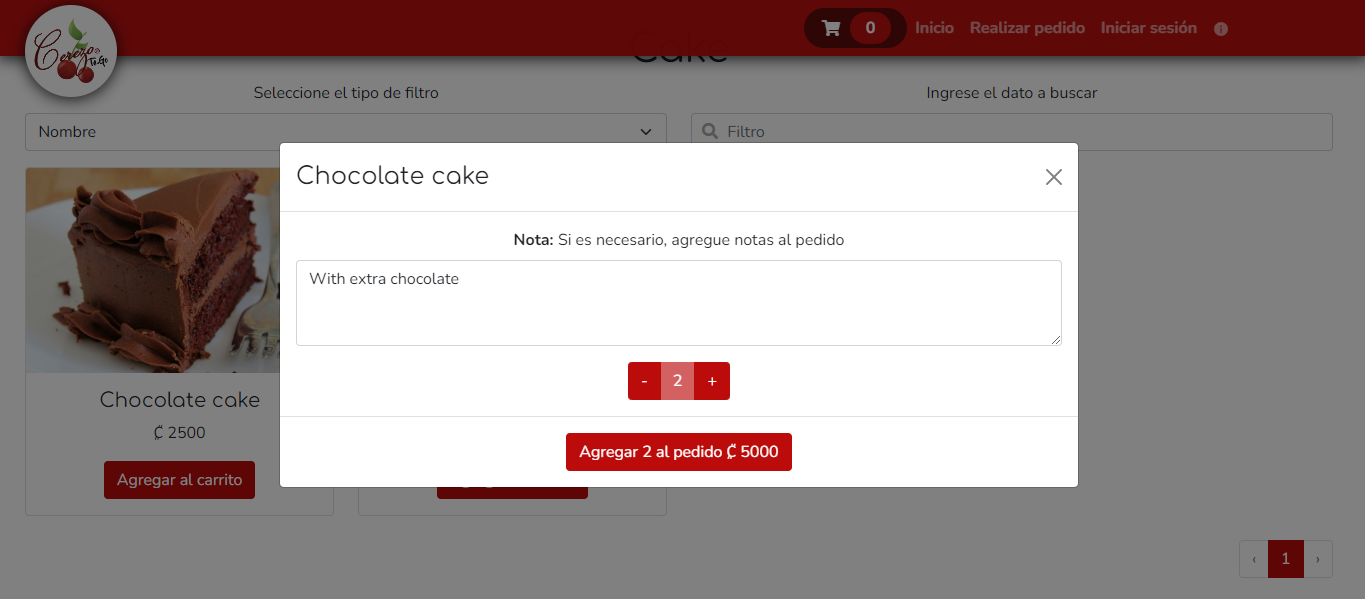 Cerezo®
To Go
0
Inicio
Realizar pedido
Iniciar sesión
Cake
Seleccione el tipo de filtro
Ingrese el dato a buscar
Nombre
Filtro
Chocolate cake
Nota: Si es necesario, agregue notas al pedido
With extra chocolate
- 2 +
Agregar 2 al pedido ₡ 5000
Chocolate cake
₡ 2500
Agregar al carrito
‹ 1 ›